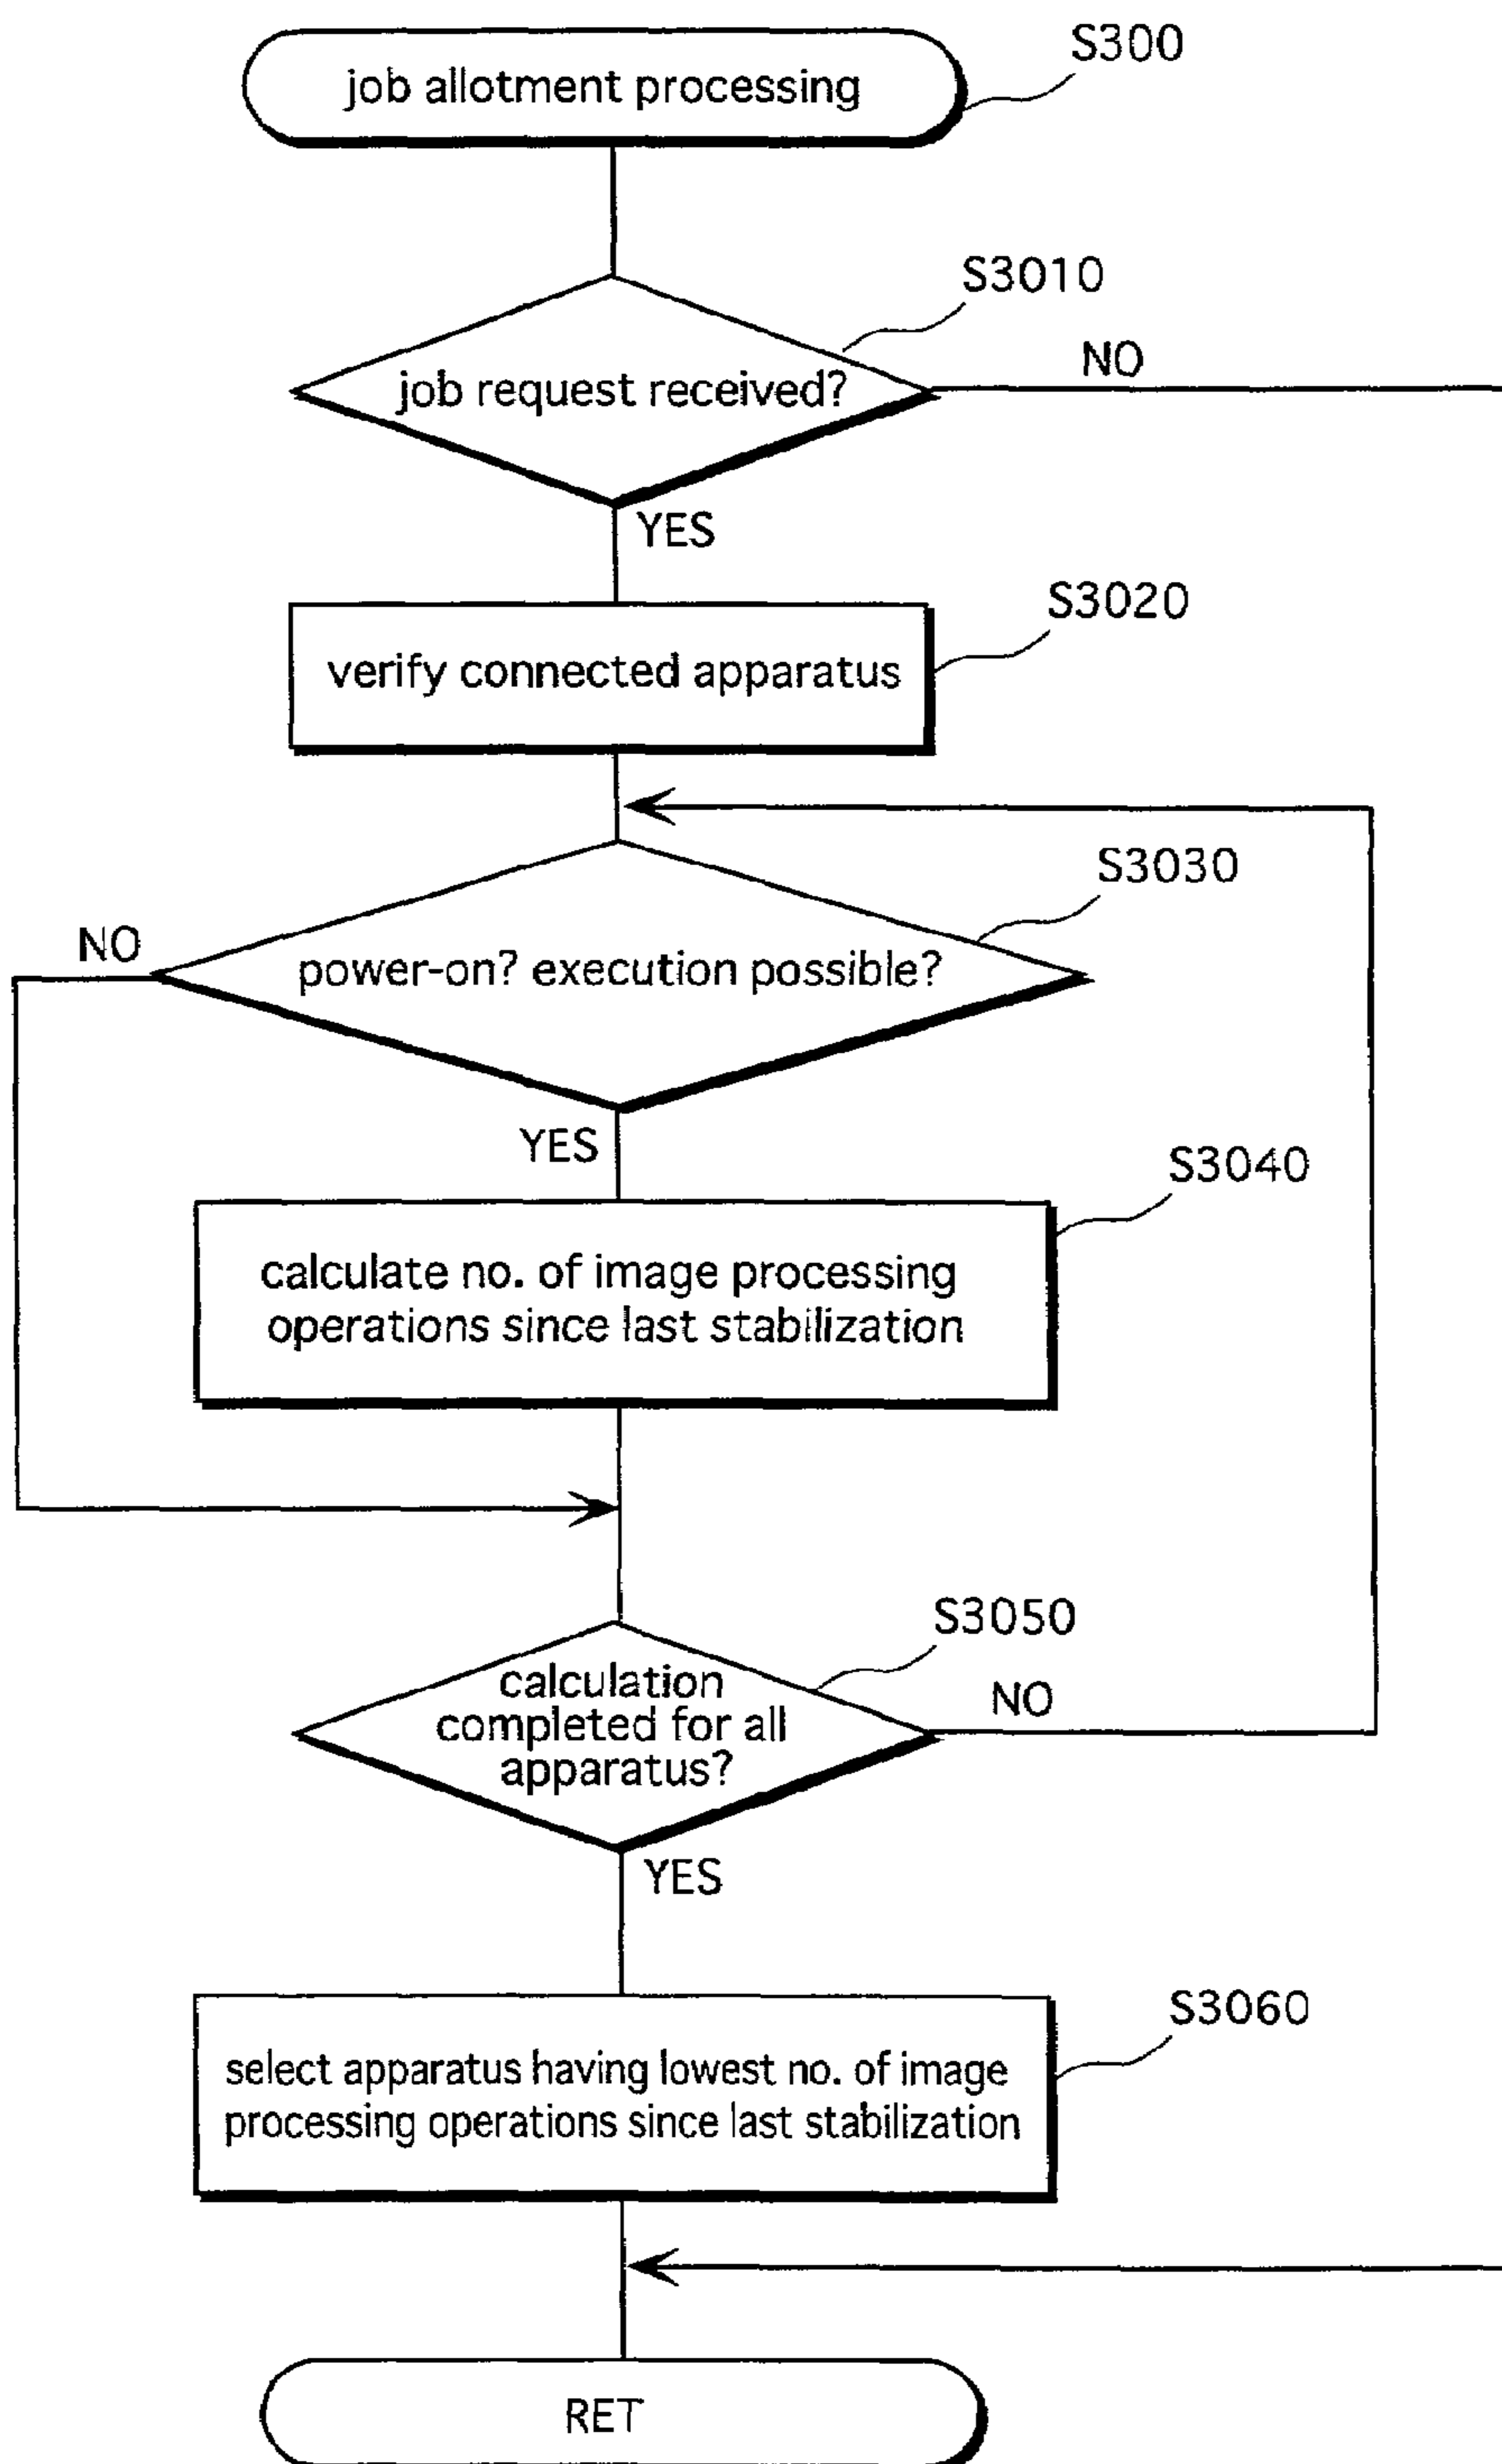 job allotment processing
S300
S3010
job request received?
NO
YES
S3020
verify connected apparatus
S3030
NO
power-on? execution possible?
YES
S3040
calculate no. of image processing
operations since last stabilization
S3050
calculation
completed for all
apparatus?
NO
YES
S3060
select apparatus having lowest no. of image
processing operations since last stabilization
RET